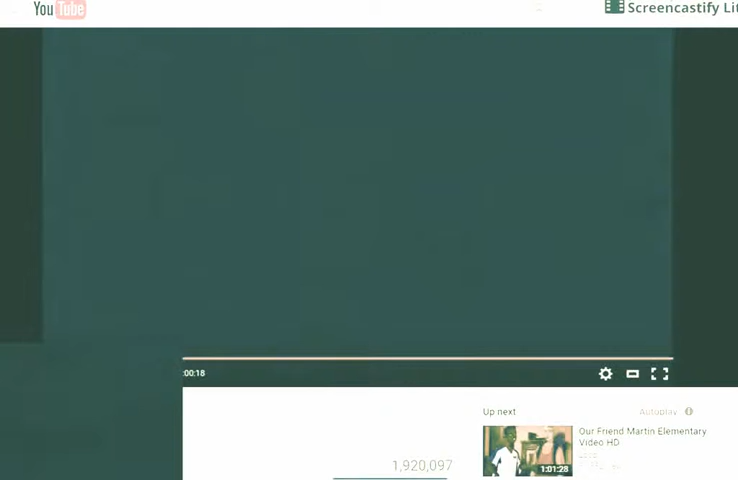 YouTube
Screencastify Lit
:00:18
Up next
Autoplay
Our Friend Martin Elementary
Video HD
1:01:28
1,920,097